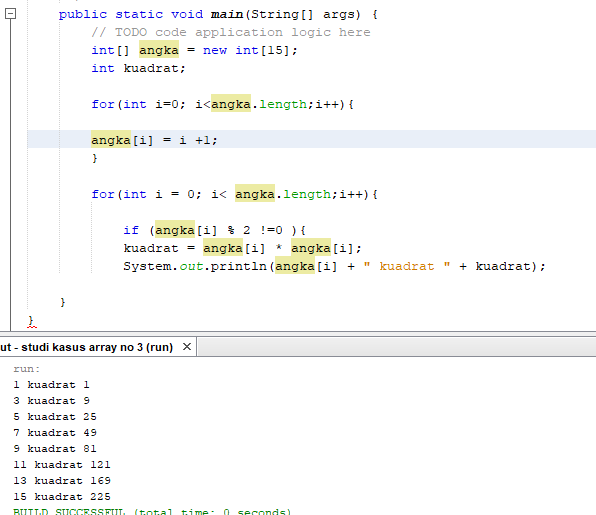 public static void main(String[] args) {
// TODO code application logic here
int[] angka = new int[15];
int kuadrat;
for(int i=0; i<angka.length;i++){
angka[i] = i +1;
}
for(int i = 0; i< angka.length;i++){
if (angka[i] % 2 !=0 ){
kuadrat = angka[i] * angka[i];
System.out.println(angka[i] + " kuadrat " + kuadrat);
}
}
ut - studi kasus array no 3 (run) ×
run:
1 kuadrat 1
3 kuadrat 9
5 kuadrat 25
7 kuadrat 49
9 kuadrat 81
11 kuadrat 121
13 kuadrat 169
15 kuadrat 225
BUILD SUCCESSFUL (total time: 0 seconds)